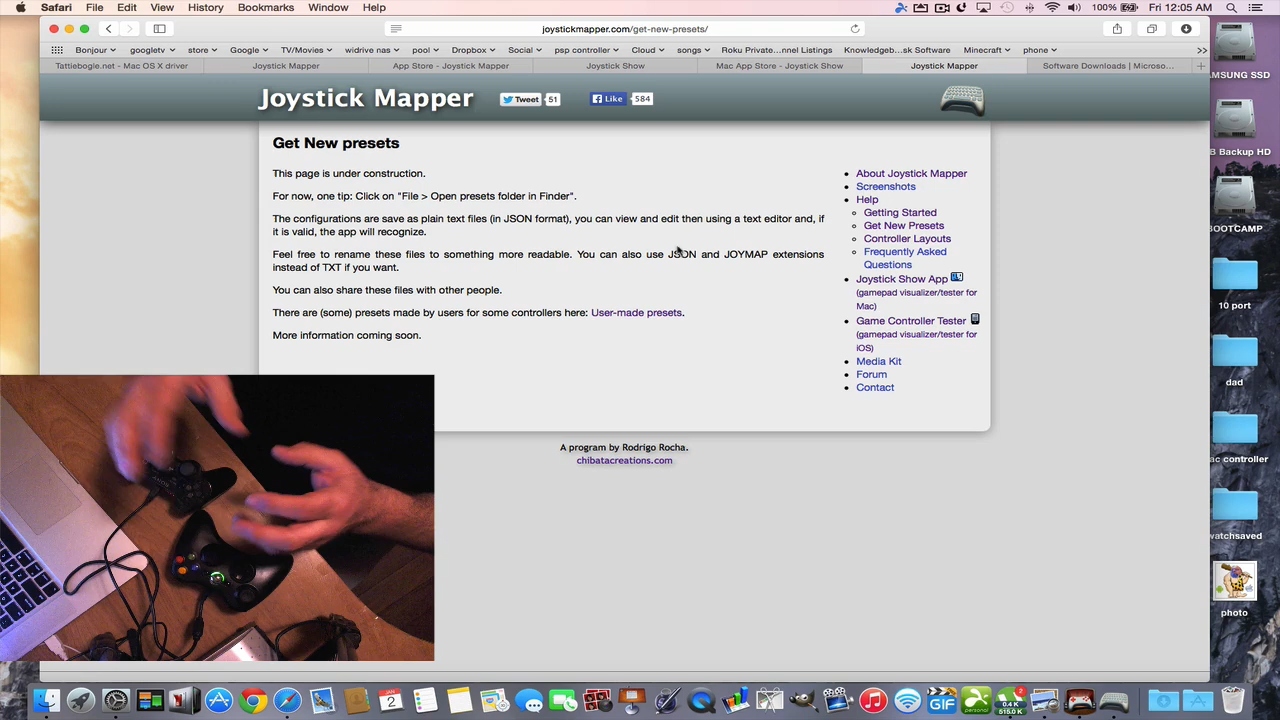 Safari File Edit View History Bookmarks Window Help 100% Fri 12:05 AM
joystickmapper.com/get-new-presets/
Bonjour googletv store Google TV/Movies widrive nas pool Dropbox Social psp controller Cloud songs Roku Private...nnel Listings Knowledgeb...sk Software Minecraft phone >>
Tattiebogle.net – Mac OS X driver Joystick Mapper App Store - Joystick Mapper Joystick Show Mac App Store - Joystick Show Joystick Mapper Software Downloads | Microso...
Joystick Mapper Tweet 51 Like 584
Get New presets
This page is under construction.
For now, one tip: Click on "File > Open presets folder in Finder".
The configurations are save as plain text files (in JSON format), you can view and edit then using a text editor and, if
it is valid, the app will recognize.
Feel free to rename these files to something more readable. You can also use JSON and JOYMAP extensions
instead of TXT if you want.
You can also share these files with other people.
There are (some) presets made by users for some controllers here: User-made presets.
More information coming soon.
About Joystick Mapper
Screenshots
Help
Getting Started
Get New Presets
Controller Layouts
Frequently Asked
Questions
Joystick Show App
(gamepad visualizer/tester for
Mac)
Game Controller Tester
(gamepad visualizer/tester for
iOS)
Media Kit
Forum
Contact
A program by Rodrigo Rocha.
chibatacreations.com
AMSUNG SSD
B Backup HD
BOOTCAMP
10 port
dad
ac controller
watchsaved
photo
JAN
2
GIF
personal
2
0.4 K
515.0 K